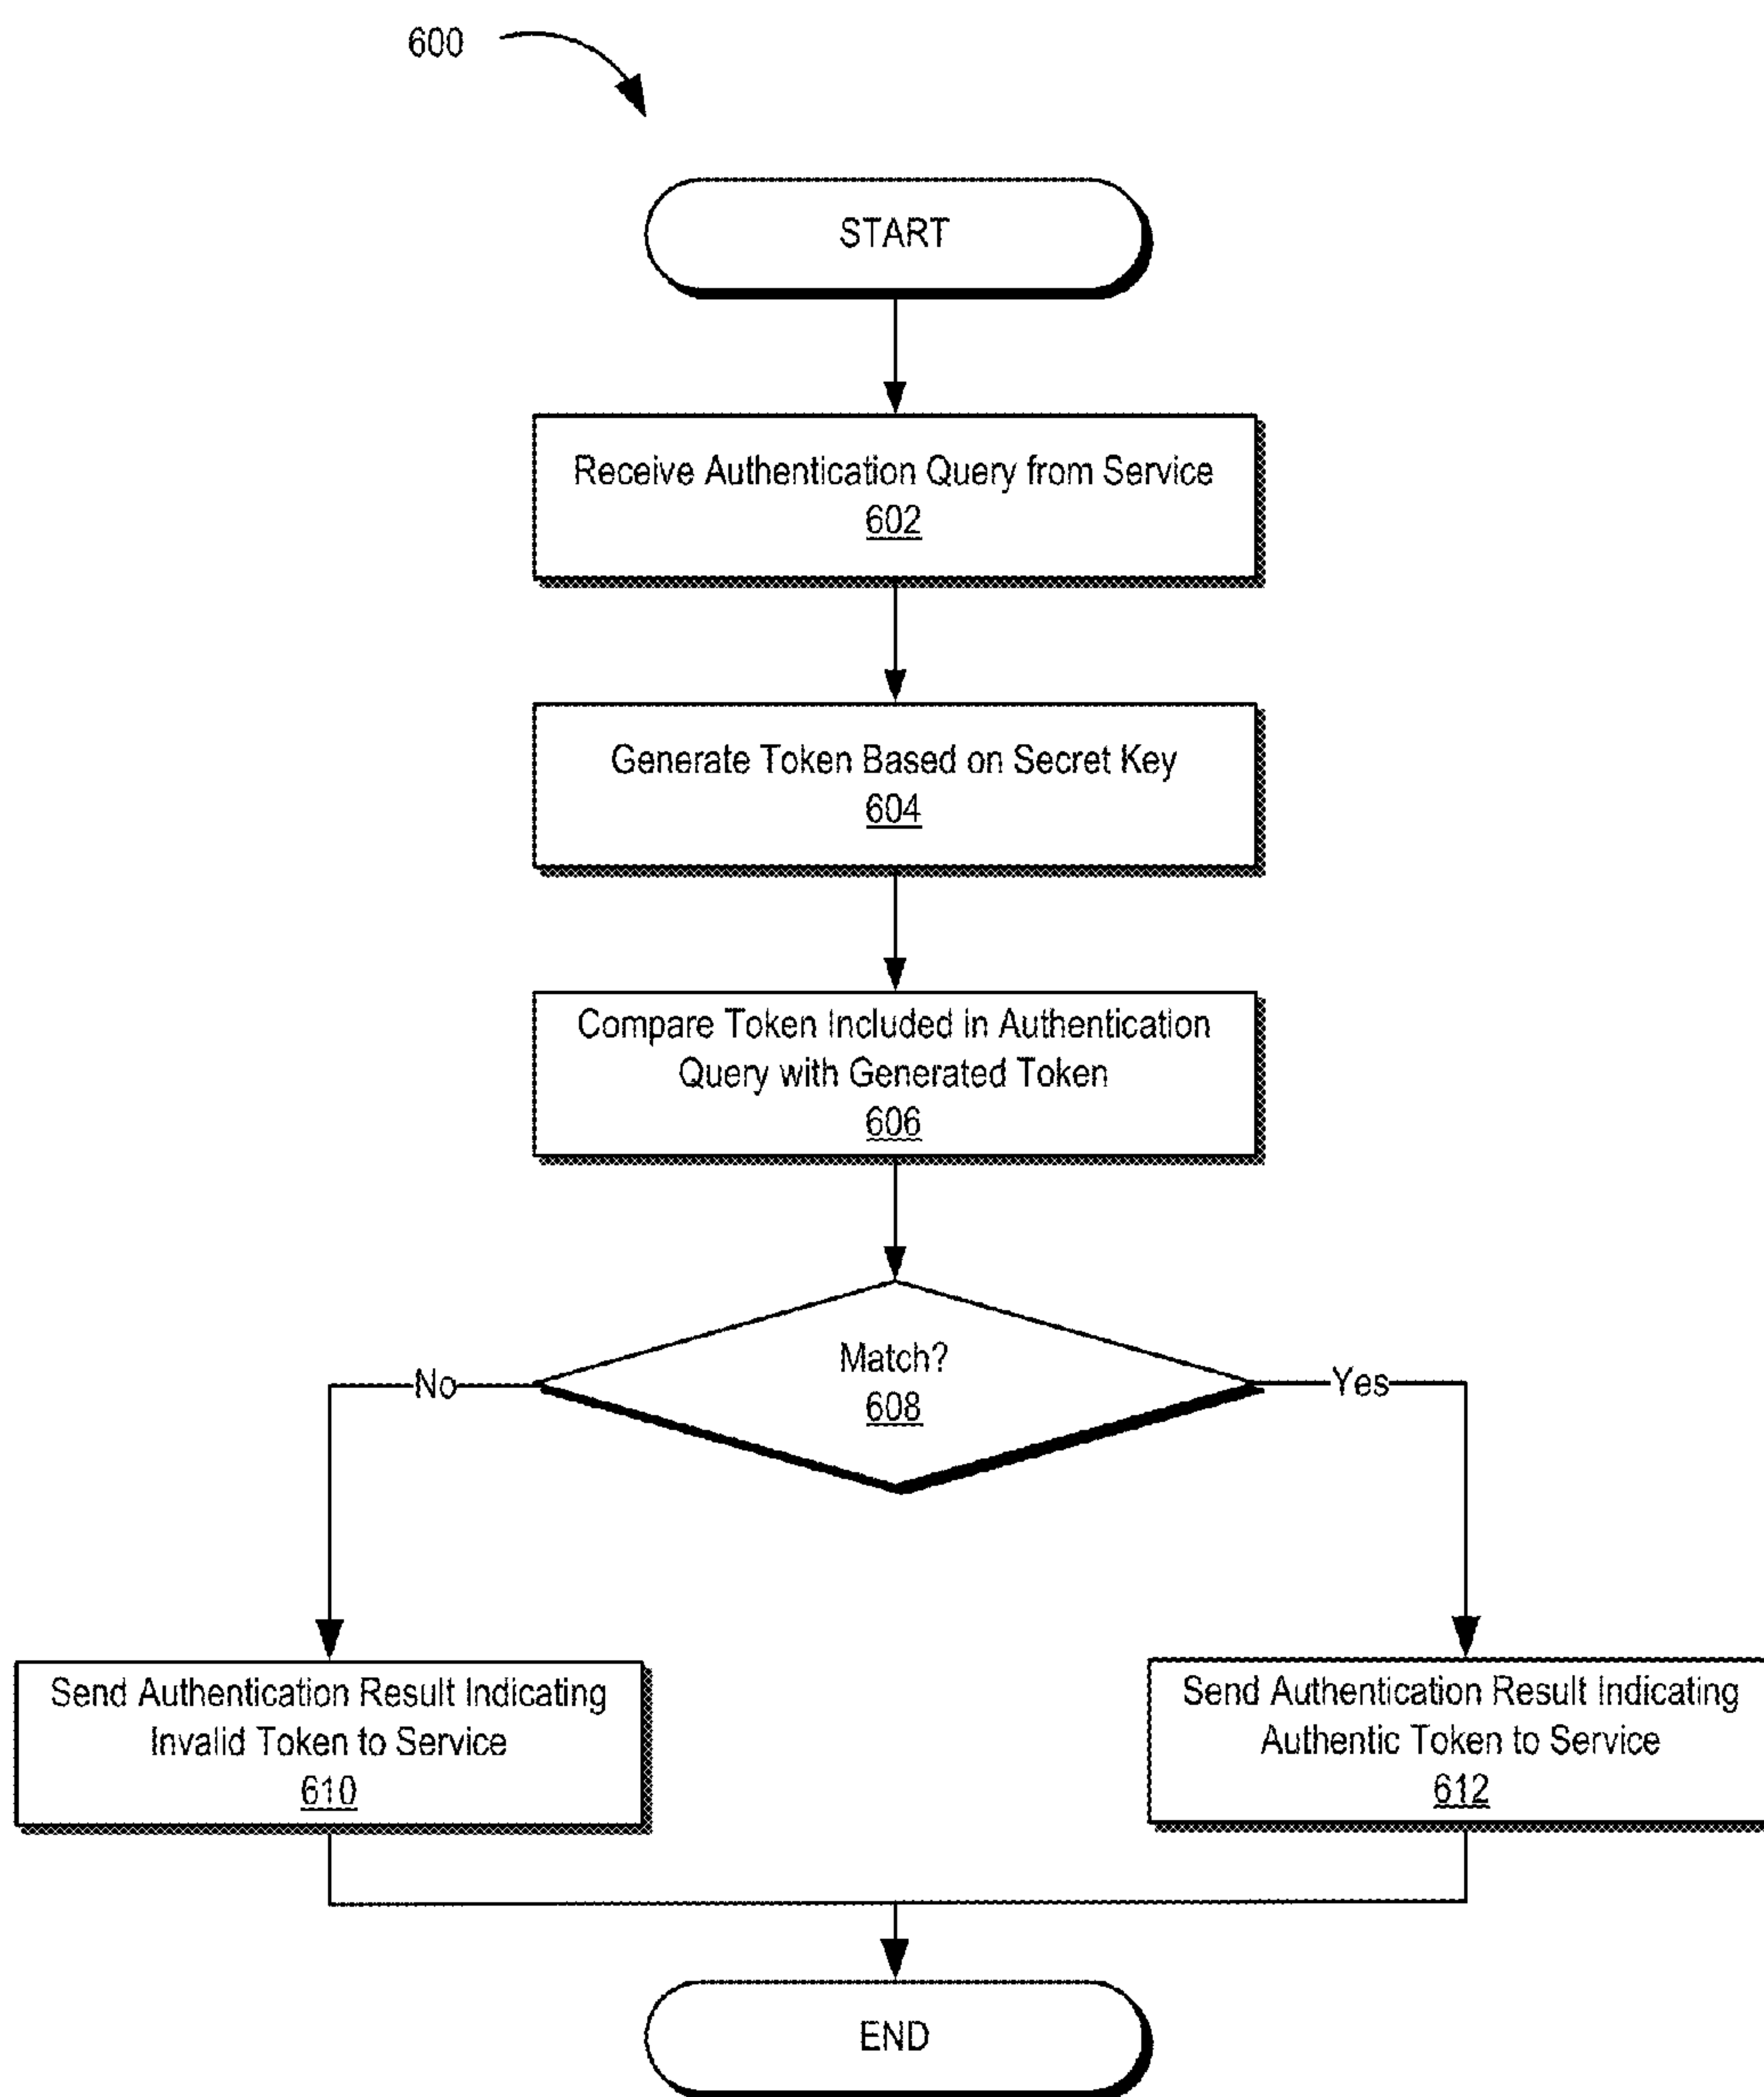 600
START
Receive Authentication Query from Service
602
Generate Token Based on Secret Key
604
Compare Token Included in Authentication
Query with Generated Token
606
Match?
608
No
Yes
Send Authentication Result Indicating
Invalid Token to Service
610
Send Authentication Result Indicating
Authentic Token to Service
612
END